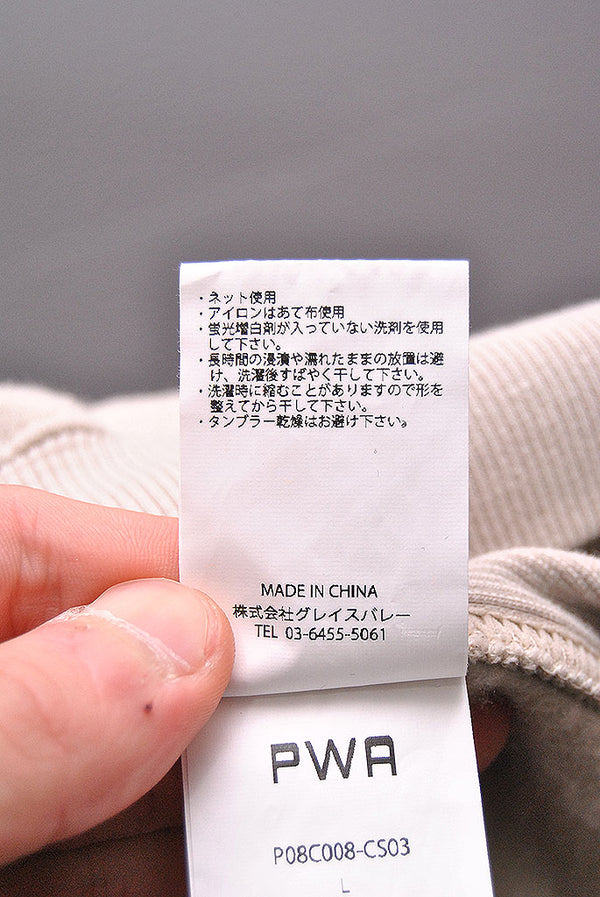 ・ネット使用
・アイロンはあて布使用
・蛍光増白剤が入っていない洗剤を使用
して下さい。
・長時間の浸漬や濡れたままの放置は避
け、洗濯後すばやく干して下さい。
・洗濯時に縮むことがありますので形を
整えてから干して下さい。
・タンブラー乾燥はお避け下さい。
MADE IN CHINA
株式会社グレイスバレー
TEL 03-6455-5061
PWA
P08C008-CS03
L